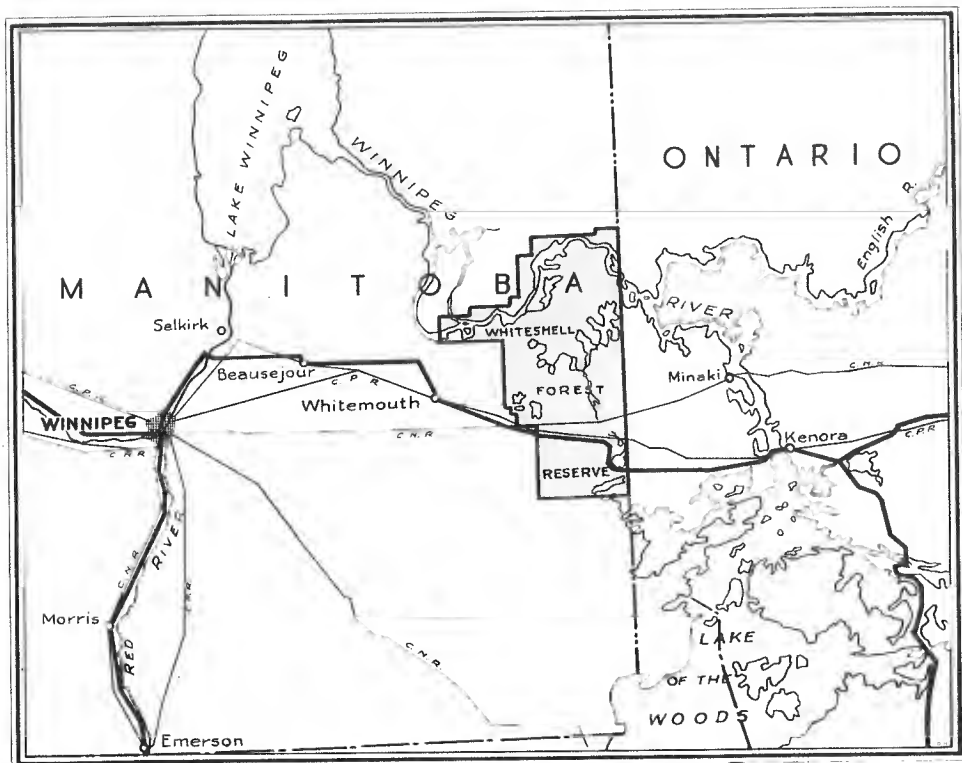 LAKE WINNIPEG
WINNIPEG
ONTARIO
English R.
MANITOBA
RIVER
Selkirk
WHITESHELL
Beausejour
C.P.R.
Minaki
C.N.R.
FOREST
C.P.R.
Whitemouth
WINNIPEG
C.N.R.
C.N.R.
Kenora
C.P.R.
RESERVE
RIVER
C.N.R.
C.N.R.
Morris
LAKE
C.N.R.
RED
OF THE
WOODS
Emerson